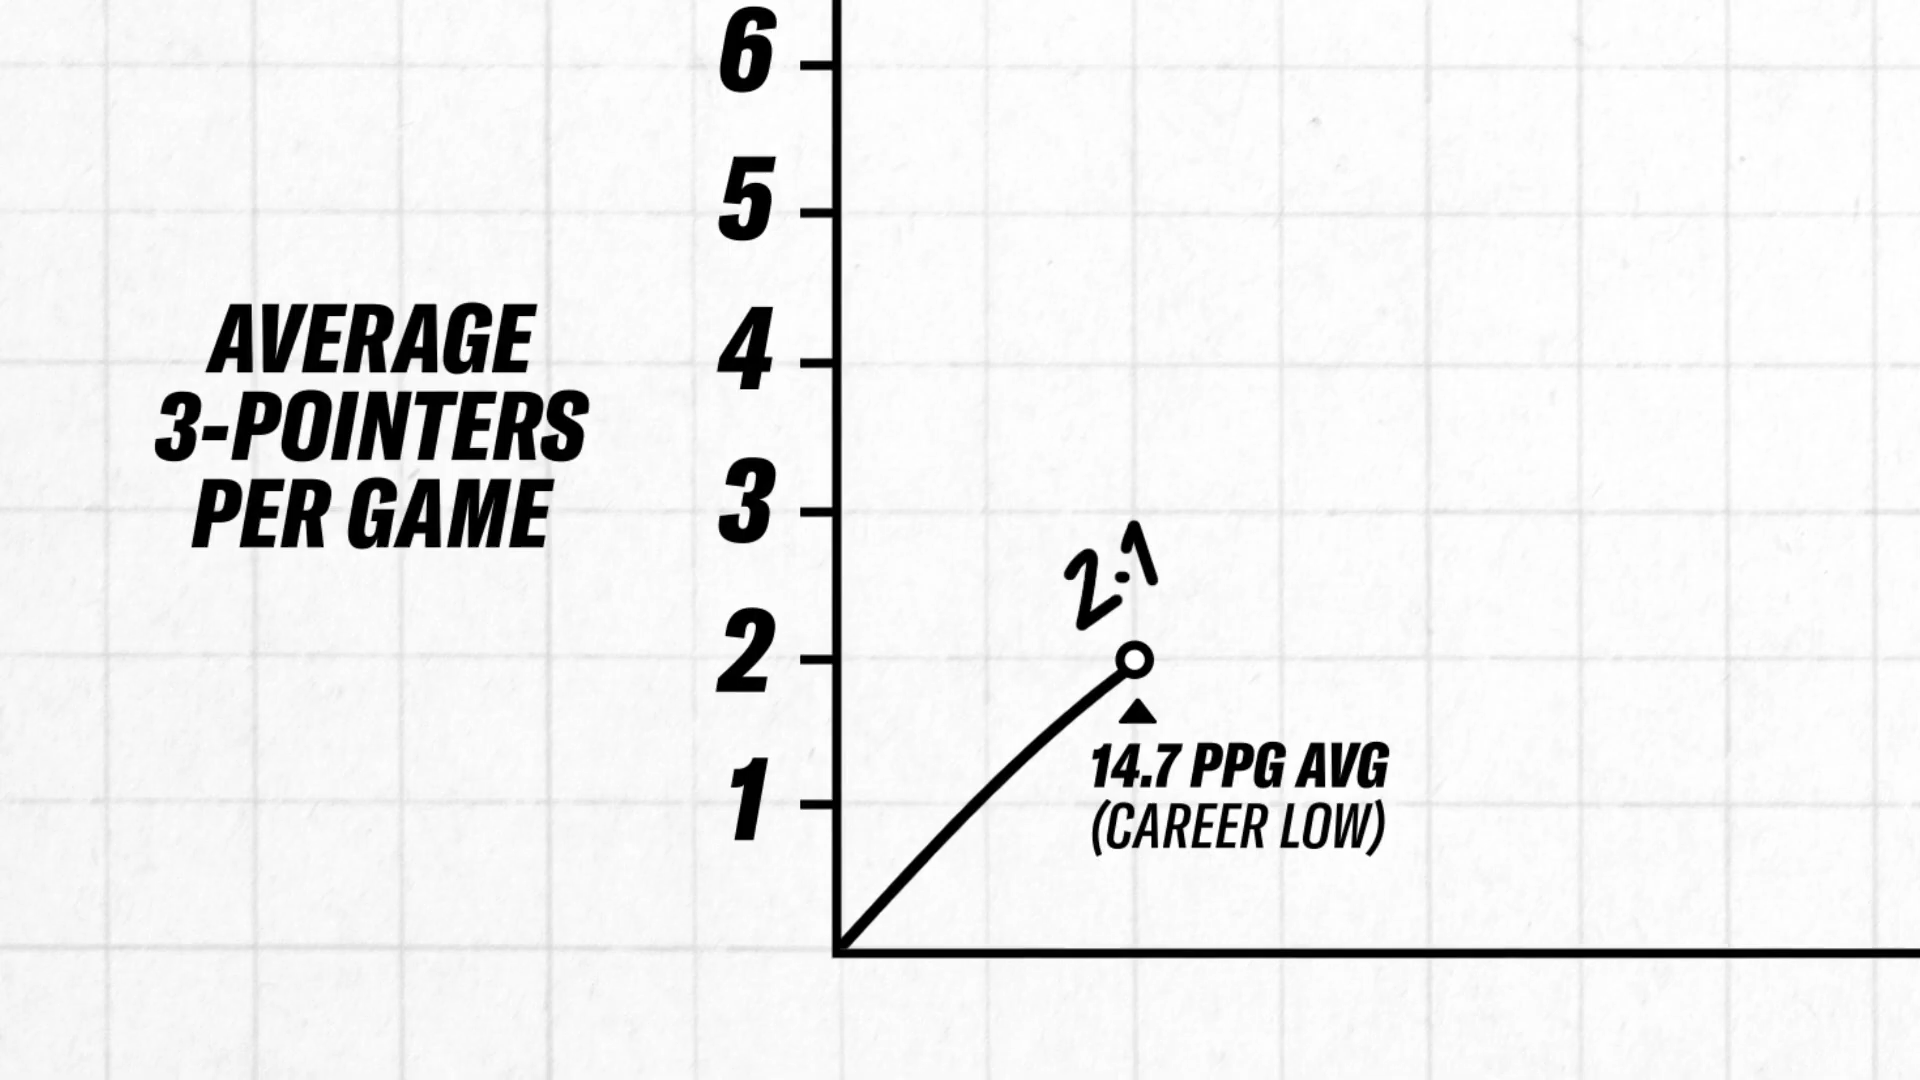 6
5
4
3
2
1
AVERAGE
3-POINTERS
PER GAME
2.1
14.7 PPG AVG
(CAREER LOW)